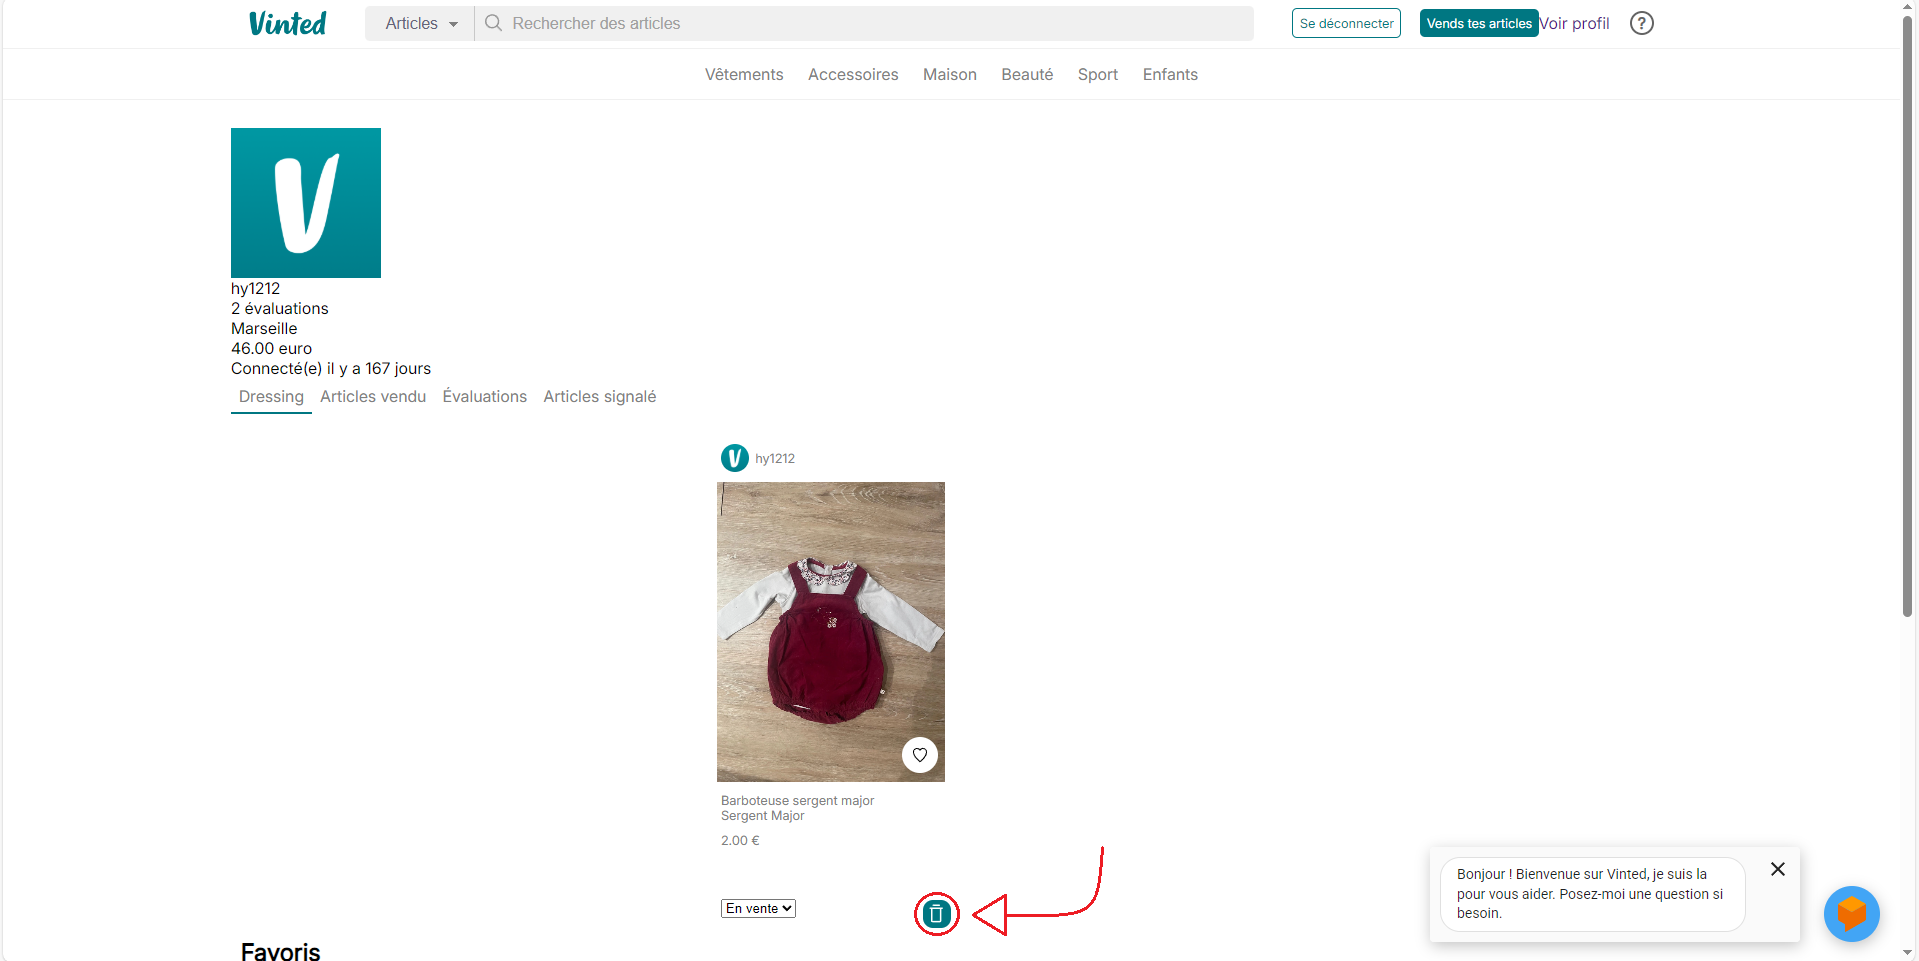 Vinted
Articles
Rechercher des articles
Se déconnecter
Vends tes articles
Voir profil
?
Vêtements
Accessoires
Maison
Beauté
Sport
Enfants
V
hy1212
2 évaluations
Marseille
46.00 euro
Connecté(e) il y a 167 jours
Dressing
Articles vendu
Évaluations
Articles signalé
V
hy1212
Barboteuse sergent major
Sergent Major
2.00 €
En vente
Favoris
Bonjour ! Bienvenue sur Vinted, je suis la
pour vous aider. Posez-moi une question si
besoin.